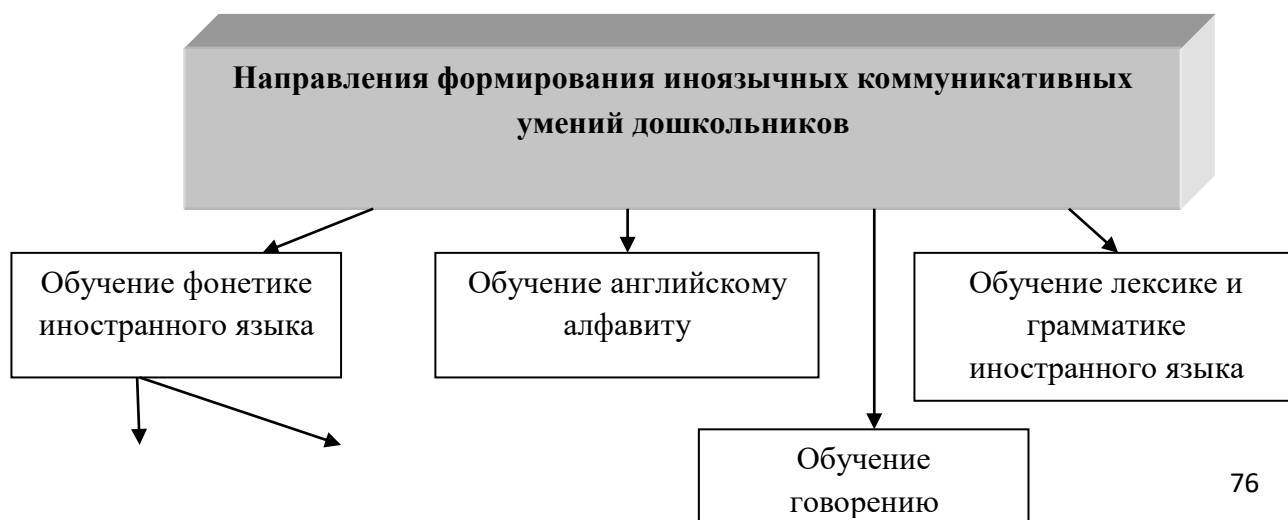 Направления формирования иноязычных коммуникативных
умений дошкольников
Обучение фонетике
иностранного языка
Обучение английскому
алфавиту
Обучение лексике и
грамматике
иностранного языка
Обучение
говорению
76